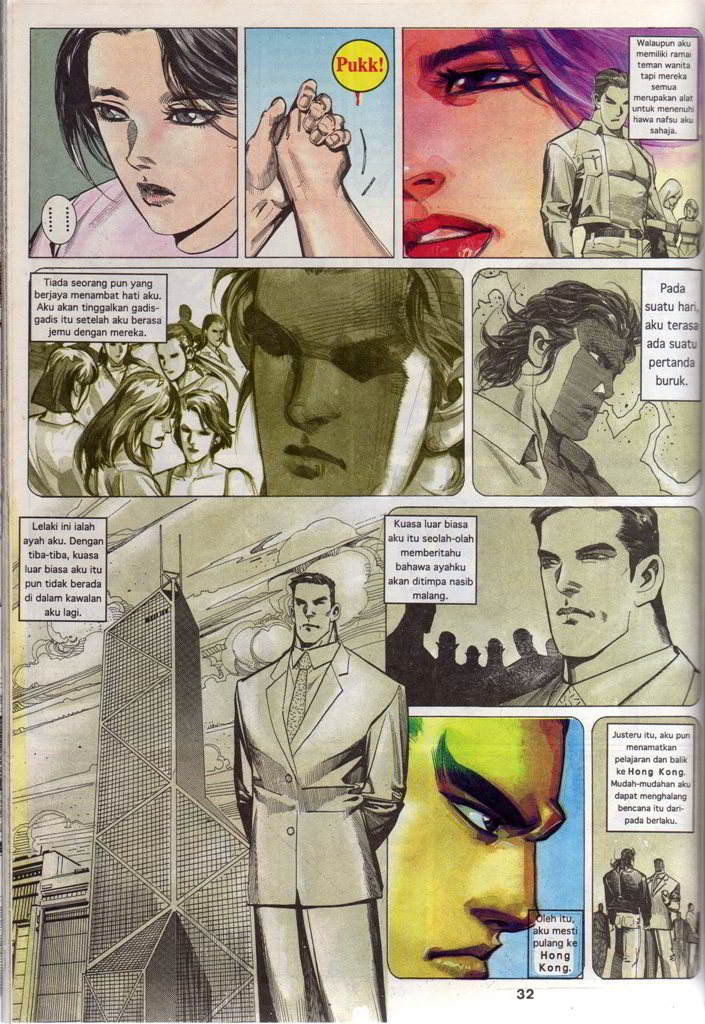 ......
Pukk!
Walaupun aku
memiliki ramai
teman wanita
tapi mereka
semua
merupakan alat
untuk menenuhi
hawa nafsu aku
sahaja.
Tiada seorang pun yang
berjaya menambat hati aku.
Aku akan tinggalkan gadis-
gadis itu setelah aku berasa
jemu dengan mereka.
Pada
suatu hari,
aku terasa
ada suatu
pertanda
buruk.
Lelaki ini ialah
ayah aku. Dengan
tiba-tiba, kuasa
luar biasa aku itu
pun tidak berada
di dalam kawalan
aku lagi.
Kuasa luar biasa
aku itu seolah-olah
memberitahu
bahawa ayahku
akan ditimpa nasib
malang.
Oleh itu,
aku mesti
pulang ke
Hong
Kong.
Justeru itu, aku pun
menamatkan
pelajaran dan balik
ke Hong Kong.
Mudah-mudahan aku
dapat menghalang
bencana itu dari-
pada berlaku.
32